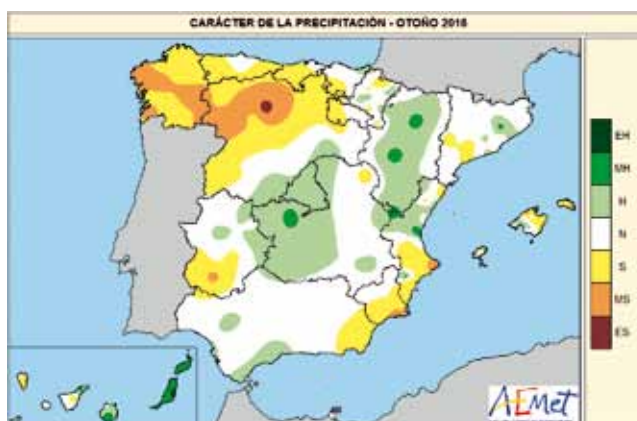 CARÁCTER DE LA PRECIPITACIÓN - OTOÑO 2016
EH
MH
H
N
S
MS
ES
AEMet